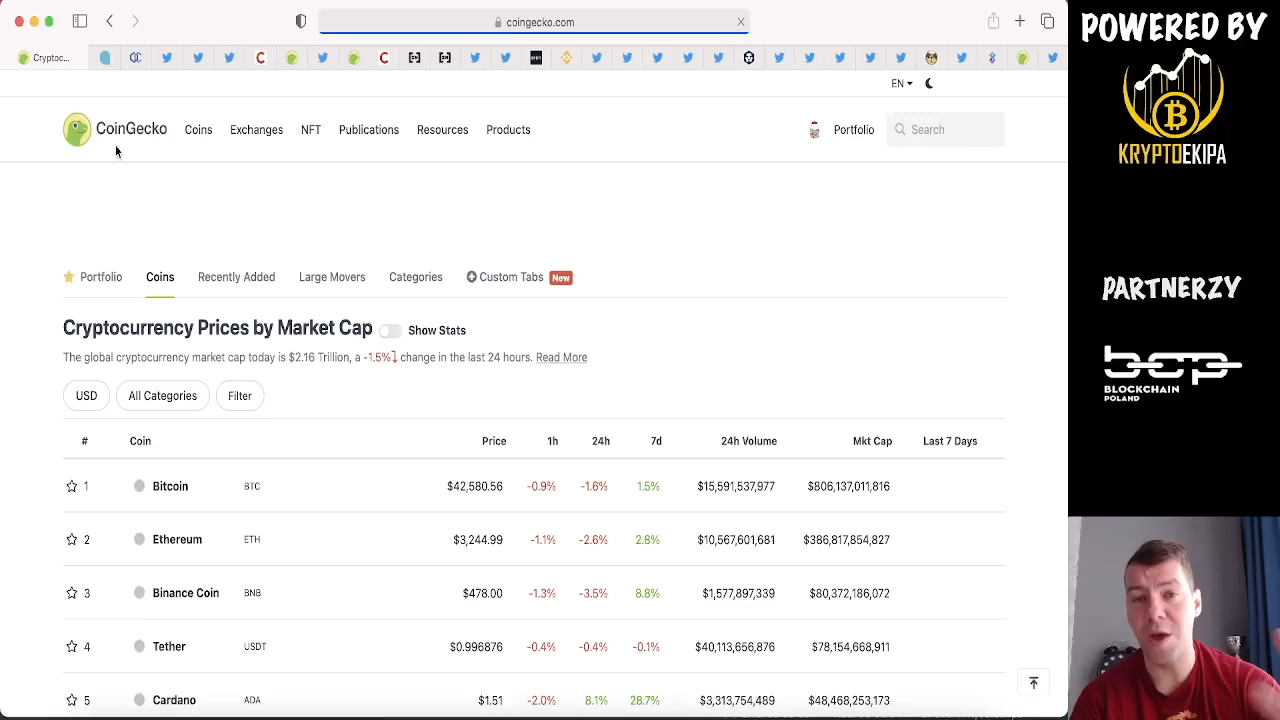 coingecko.com
Cryptoc...
EN
CoinGecko Coins Exchanges NFT Publications Resources Products Portfolio Search
Portfolio Coins Recently Added Large Movers Categories Custom Tabs New
Cryptocurrency Prices by Market Cap Show Stats
The global cryptocurrency market cap today is $2.16 Trillion, a -1.5% change in the last 24 hours. Read More
USD All Categories Filter
# Coin Price 1h 24h 7d 24h Volume Mkt Cap Last 7 Days
1 Bitcoin BTC $42,580.56 -0.9% -1.6% 1.5% $15,591,537,977 $806,137,011,816
2 Ethereum ETH $3,244.99 -1.1% -2.6% 2.8% $10,567,601,681 $386,817,854,827
3 Binance Coin BNB $478.00 -1.3% -3.5% 8.8% $1,577,897,339 $80,372,186,072
4 Tether USDT $0.996876 -0.4% -0.4% -0.1% $40,113,656,876 $78,154,668,911
5 Cardano ADA $1.51 -2.0% 8.1% 28.7% $3,313,754,489 $48,468,253,173
POWERED BY
KRYPTOEKIPA
PARTNERZY
bcp
BLOCKCHAIN
POLAND